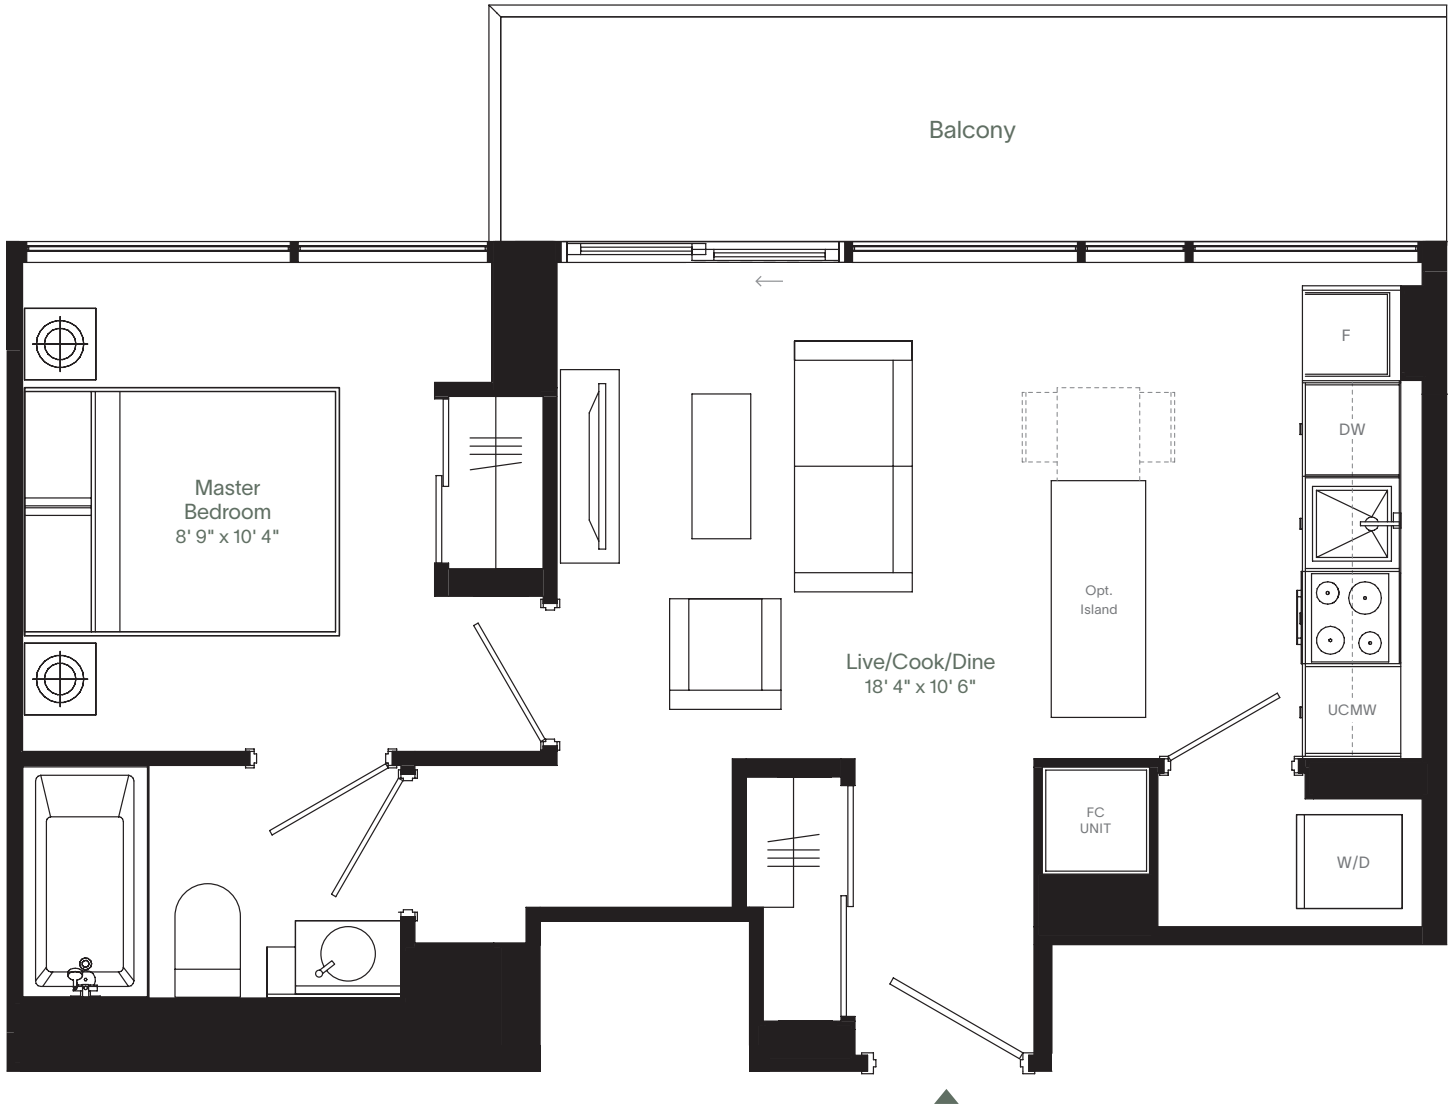 Balcony
Master
Bedroom
8' 9" x 10' 4"
F
DW
Opt.
Island
Live/Cook/Dine
18' 4" x 10' 6"
UCMW
FC
UNIT
W/D